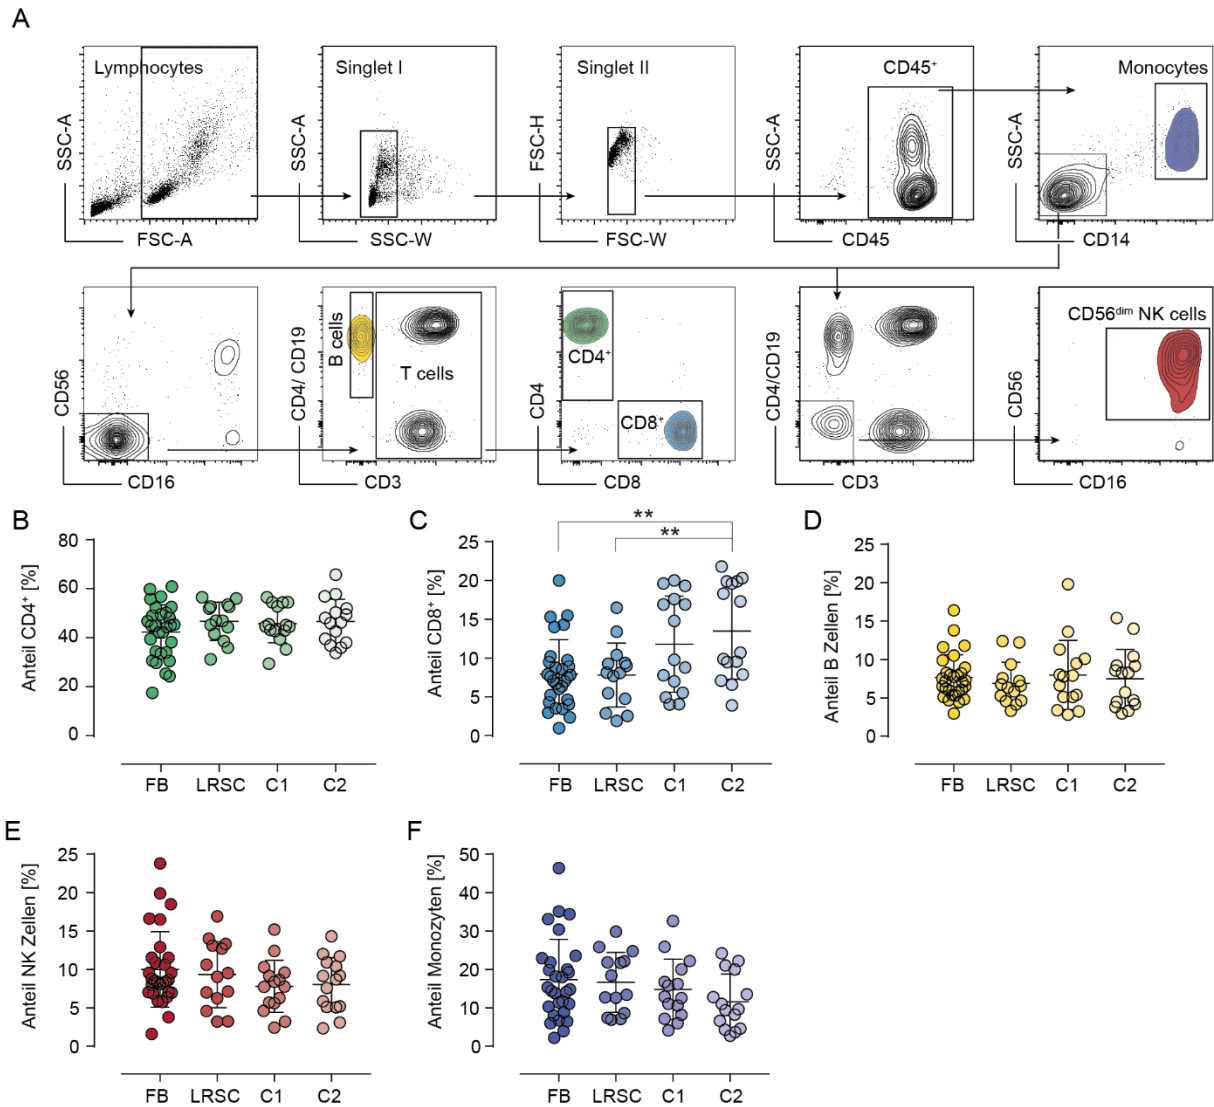 A
Lymphocytes
Singlet I
Singlet II
CD45⁺
Monocytes
SSC-A
SSC-A
FSC-H
SSC-A
SSC-A
FSC-A
SSC-W
FSC-W
CD45
CD14
B cells
T cells
CD4⁺
CD8⁺
CD56ᵈⁱᵐ NK cells
CD56
CD4/ CD19
CD4
CD4/CD19
CD56
CD16
CD3
CD8
CD3
CD16
B
Anteil CD4⁺ [%]
80
60
40
20
0
FB LRSC C1 C2
C
**
**
Anteil CD8⁺ [%]
25
20
15
10
5
0
FB LRSC C1 C2
D
Anteil B Zellen [%]
25
20
15
10
5
0
FB LRSC C1 C2
E
Anteil NK Zellen [%]
25
20
15
10
5
0
FB LRSC C1 C2
F
Anteil Monozyten [%]
50
40
30
20
10
0
FB LRSC C1 C2